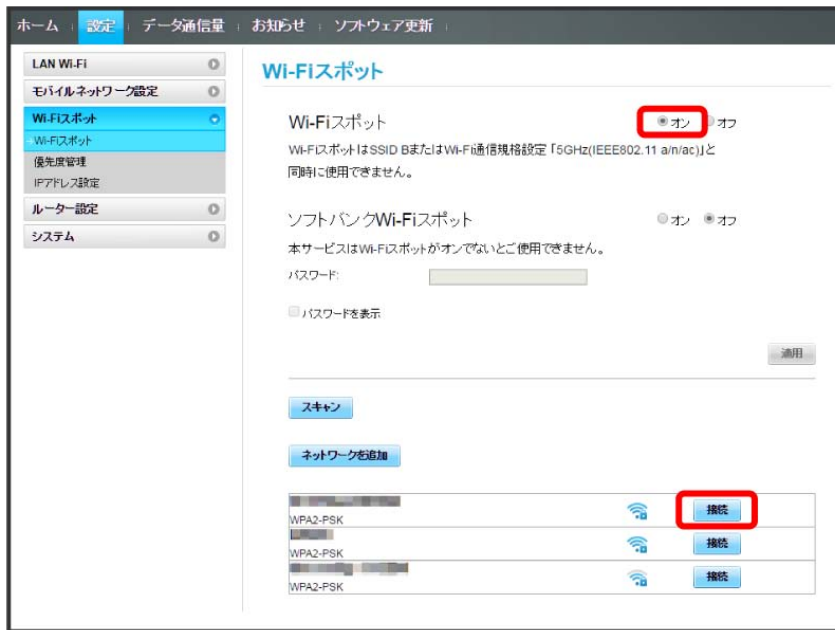 ホーム 設定 データ通信量 お知らせ ソフトウェア更新
LAN Wi-Fi
モバイルネットワーク設定
Wi-Fiスポット
Wi-Fiスポット
優先度管理
IPアドレス設定
ルーター設定
システム
Wi-Fiスポット
Wi-Fiスポット オン オフ
Wi-FiスポットはSSID BまたはWi-Fi通信規格設定「5GHz(IEEE802.11 a/n/ac)」と
同時に使用できません。
ソフトバンクWi-Fiスポット オン オフ
本サービスはWi-Fiスポットがオンでないとご使用できません。
パスワード:
パスワードを表示
適用
スキャン
ネットワークを追加
WPA2-PSK 接続
WPA2-PSK 接続
WPA2-PSK 接続